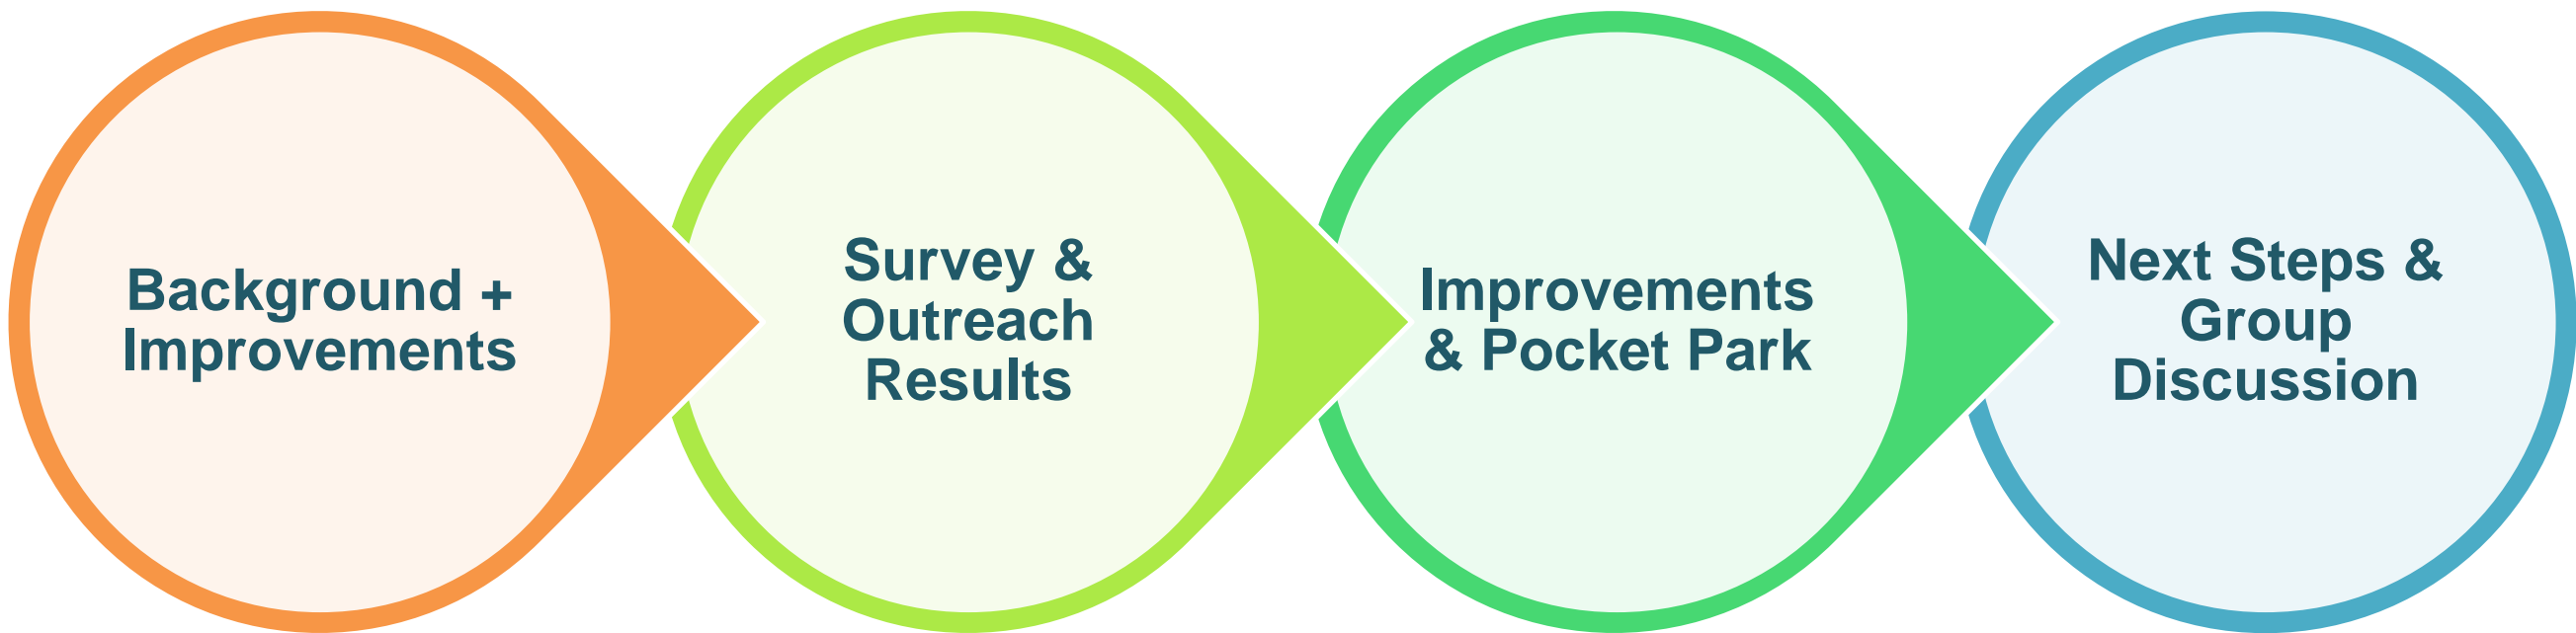 Background +
Improvements
Survey &
Outreach
Results
Improvements
& Pocket Park
Next Steps &
Group
Discussion